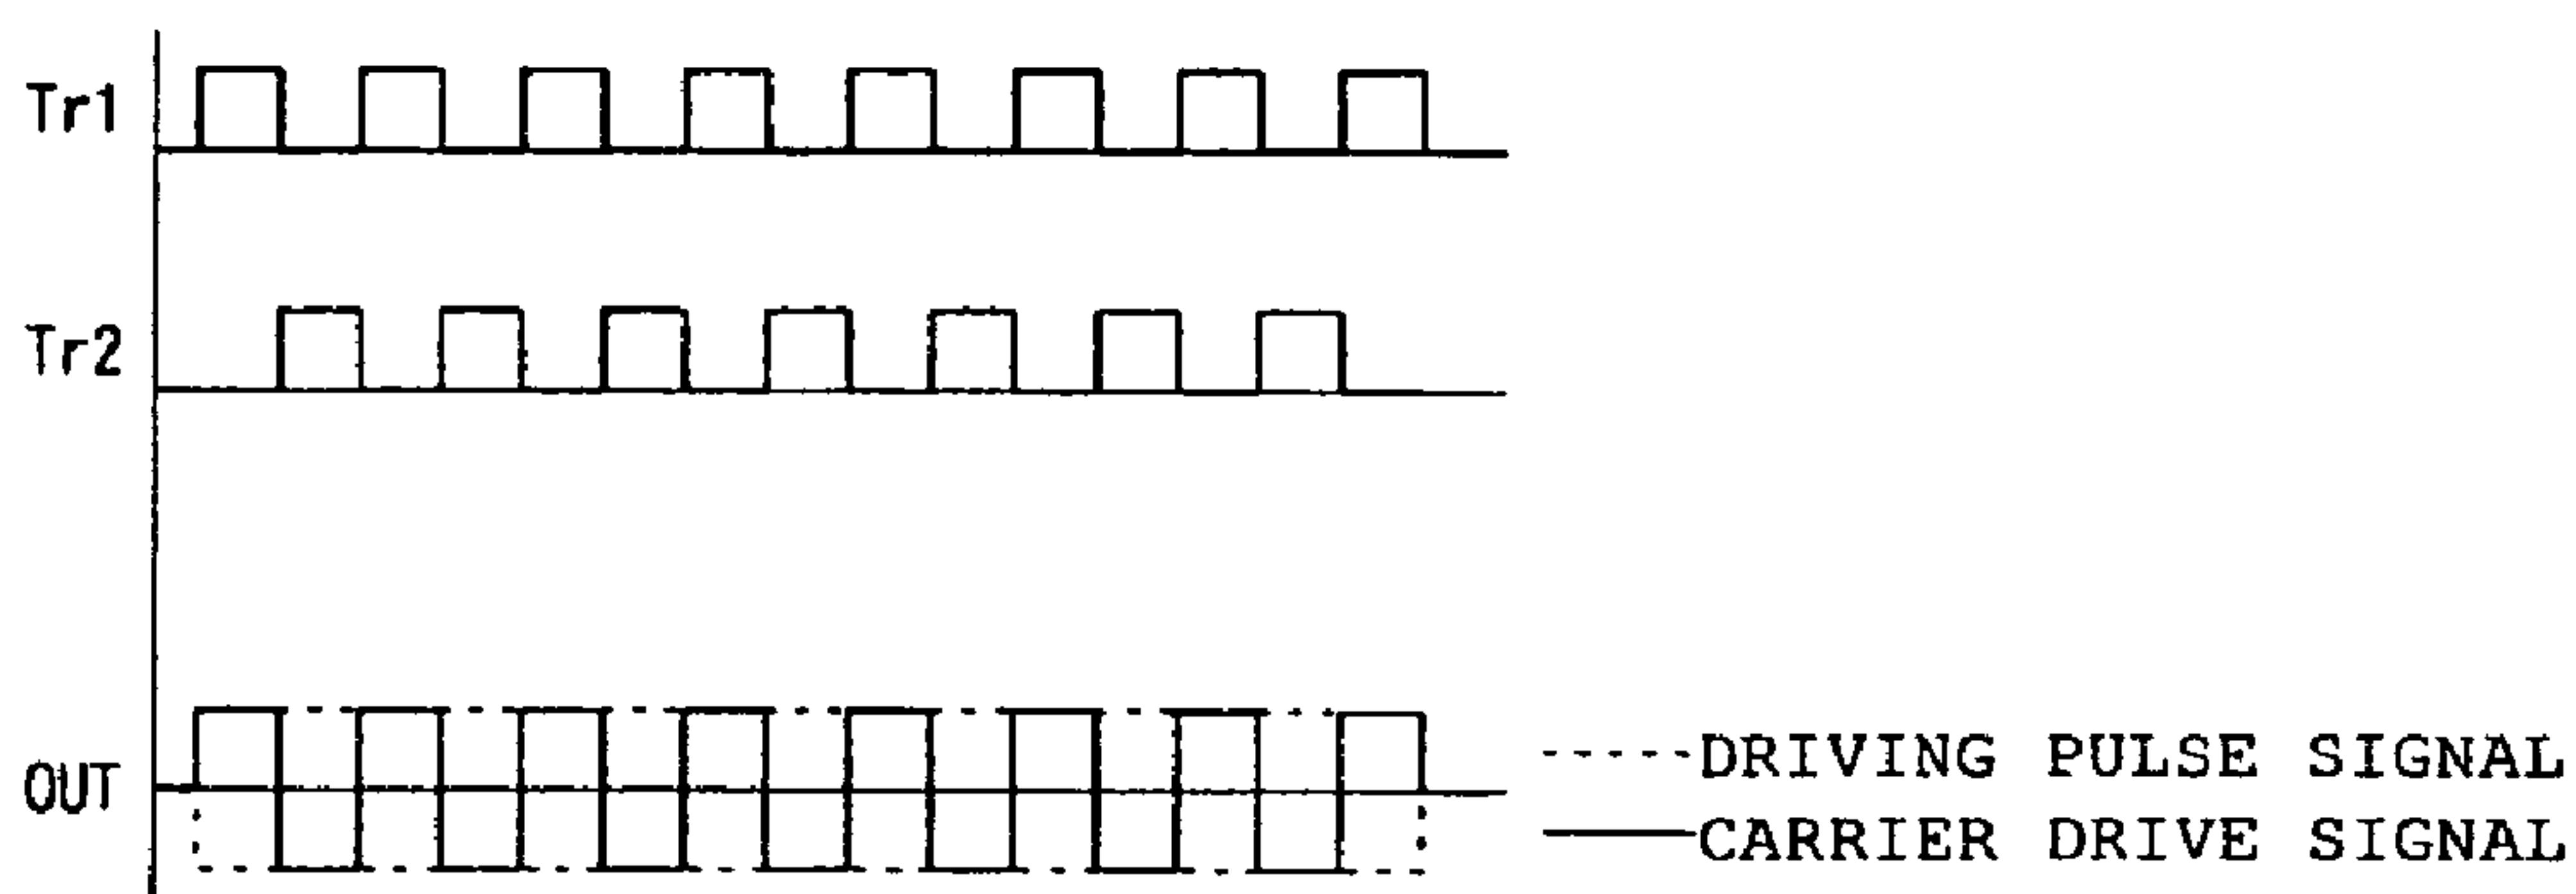 Tr1
Tr2
OUT
DRIVING PULSE SIGNAL
CARRIER DRIVE SIGNAL